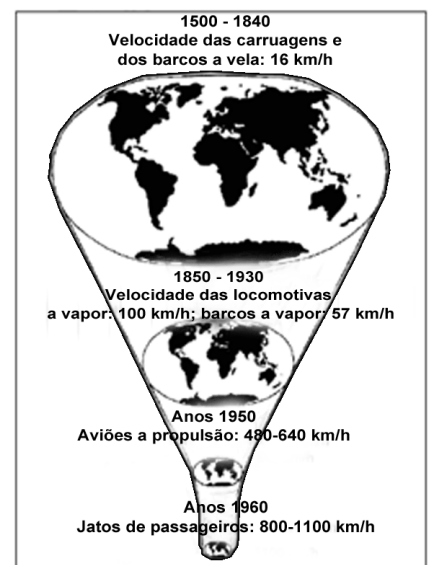 1500 - 1840
Velocidade das carruagens e
dos barcos a vela: 16 km/h
1850 - 1930
Velocidade das locomotivas
a vapor: 100 km/h; barcos a vapor: 57 km/h
Anos 1950
Aviões a propulsão: 480-640 km/h
Anos 1960
Jatos de passageiros: 800-1100 km/h